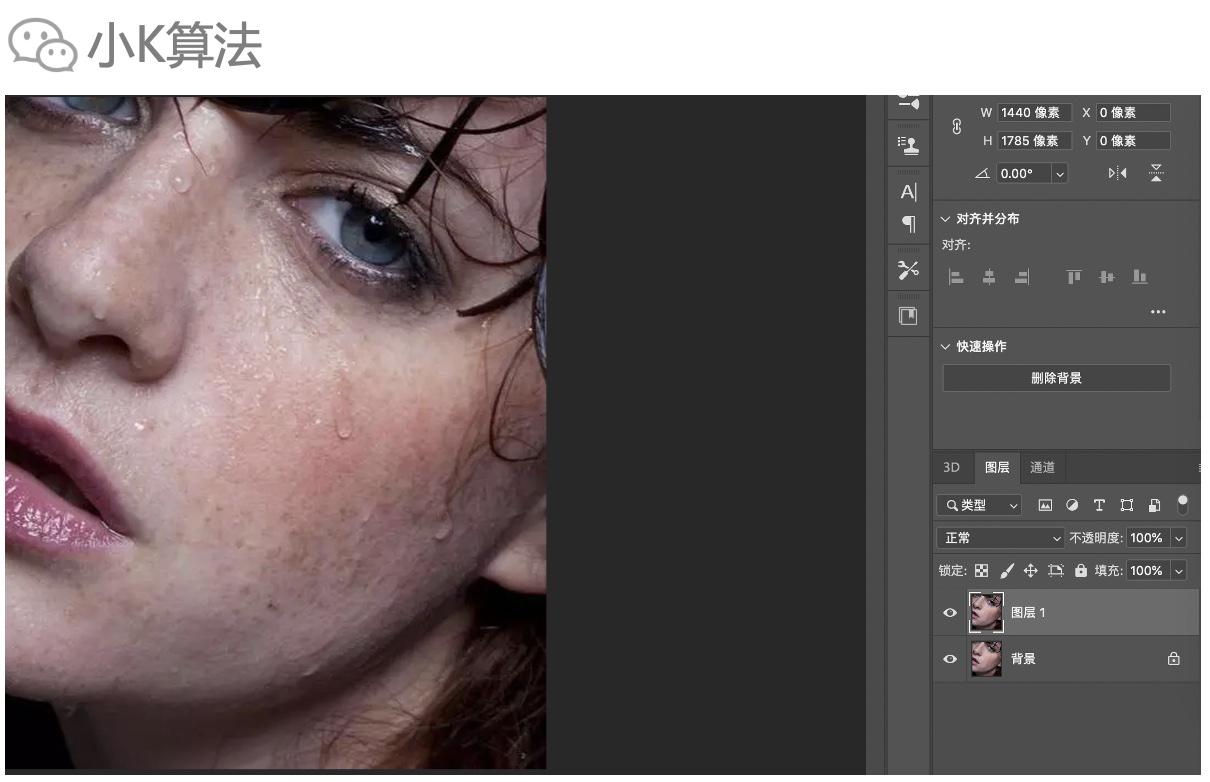 小K算法
W 1440 像素 X 0 像素
H 1785 像素 Y 0 像素
0.00°
对齐并分布
对齐:
快速操作
删除背景
3D 图层 通道
类型
正常 不透明度: 100%
锁定: 填充: 100%
图层 1
背景